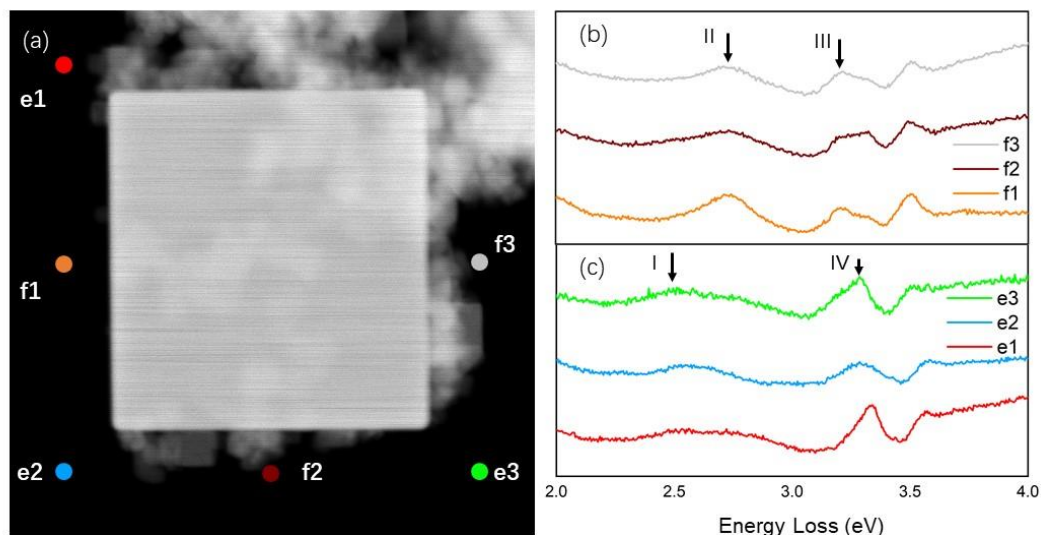 (a)
e1
f1
f3
e2
f2
e3
(b)
II
III
f3
f2
f1
(c)
I
IV
e3
e2
e1
2.0 2.5 3.0 3.5 4.0
Energy Loss (eV)